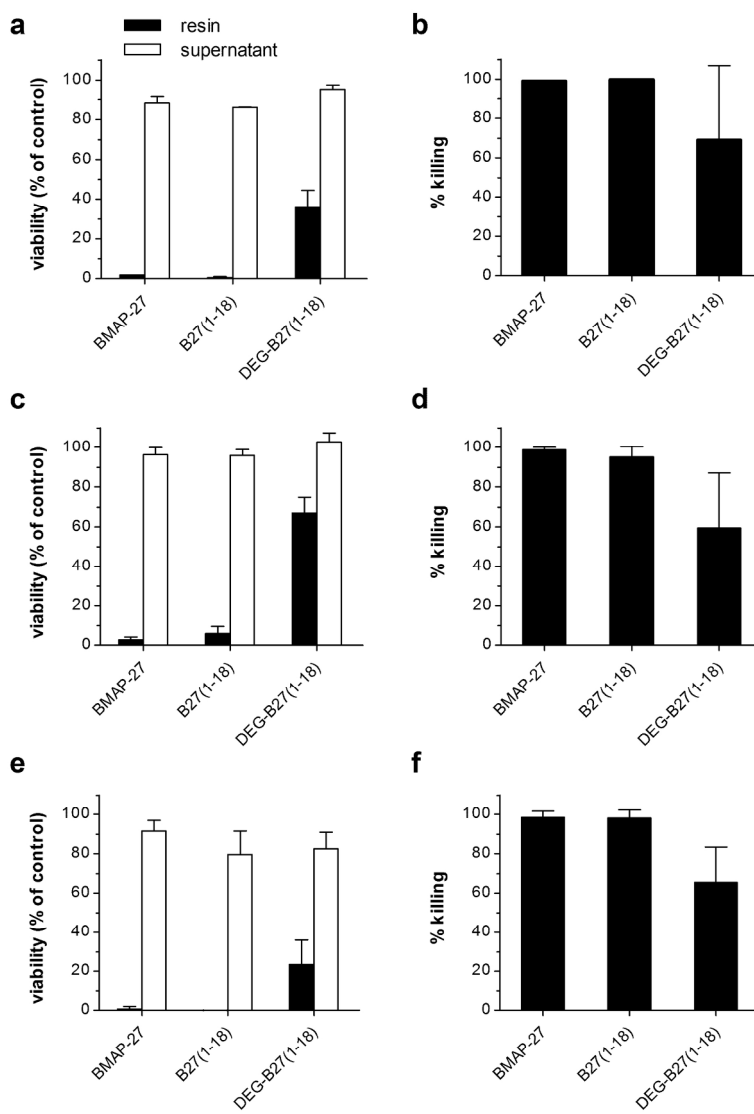 a
resin
supernatant
viability (% of control)
100
80
60
40
20
0
BMAP-27
B27(1-18)
DEG-B27(1-18)
b
% killing
100
80
60
40
20
0
BMAP-27
B27(1-18)
DEG-B27(1-18)
c
viability (% of control)
100
80
60
40
20
0
BMAP-27
B27(1-18)
DEG-B27(1-18)
d
% killing
100
80
60
40
20
0
BMAP-27
B27(1-18)
DEG-B27(1-18)
e
viability (% of control)
100
80
60
40
20
0
BMAP-27
B27(1-18)
DEG-B27(1-18)
f
% killing
100
80
60
40
20
0
BMAP-27
B27(1-18)
DEG-B27(1-18)